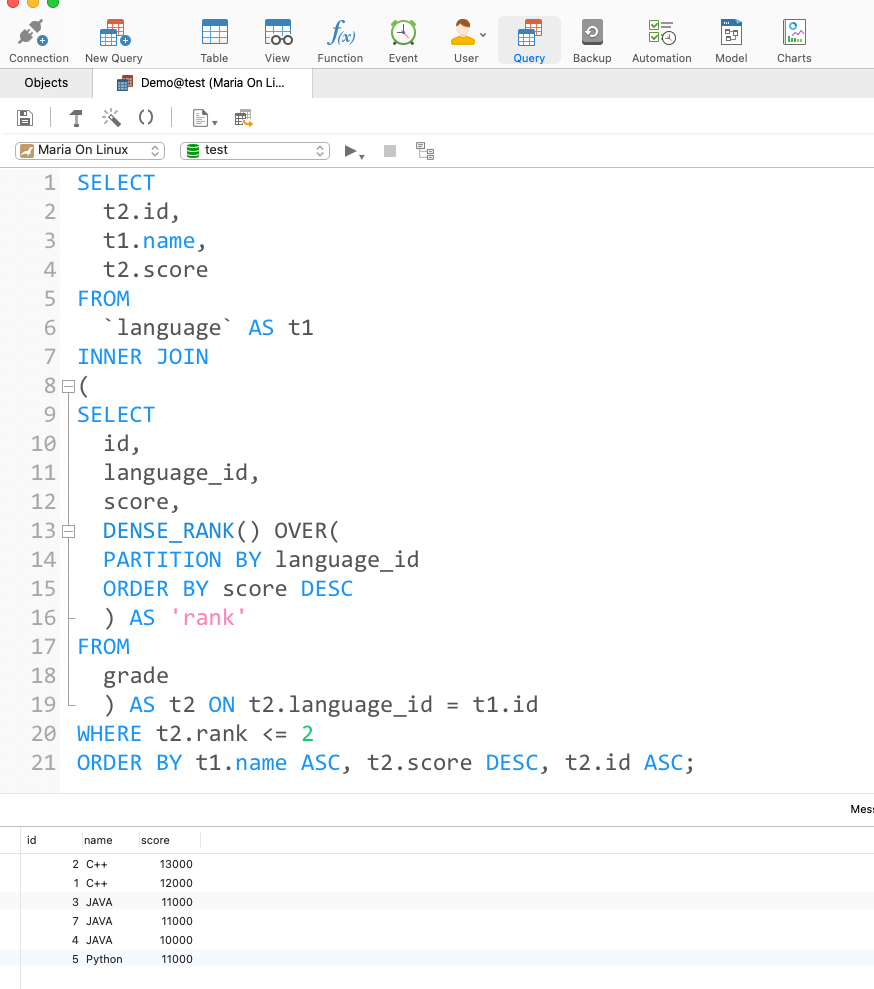 Connection New Query Table View Function Event User Query Backup Automation Model Charts
Objects Demo@test (Maria On Li...
Maria On Linux test
1 SELECT
2 t2.id,
3 t1.name,
4 t2.score
5 FROM
6 `language` AS t1
7 INNER JOIN
8 (
9 SELECT
10 id,
11 language_id,
12 score,
13 DENSE_RANK() OVER(
14 PARTITION BY language_id
15 ORDER BY score DESC
16 ) AS 'rank'
17 FROM
18 grade
19 ) AS t2 ON t2.language_id = t1.id
20 WHERE t2.rank <= 2
21 ORDER BY t1.name ASC, t2.score DESC, t2.id ASC;
id name score
2 C++ 13000
1 C++ 12000
3 JAVA 11000
7 JAVA 11000
4 JAVA 10000
5 Python 11000